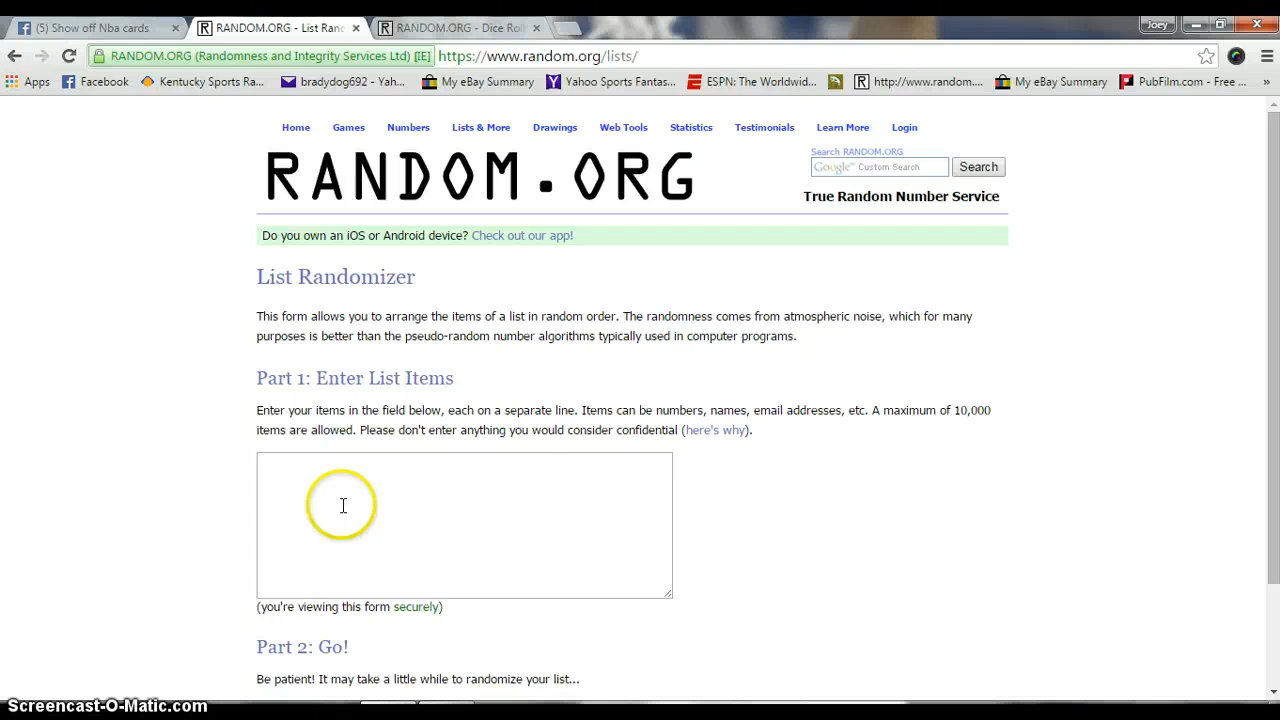 (5) Show off Nba cards
RANDOM.ORG - List Rand
RANDOM.ORG - Dice Roll
Joey
RANDOM.ORG (Randomness and Integrity Services Ltd) [IE]
https://www.random.org/lists/
Apps
Facebook
Kentucky Sports Ra...
bradydog692 - Yah...
My eBay Summary
Yahoo Sports Fantas...
ESPN: The Worldwid...
http://www.random....
My eBay Summary
PubFilm.com - Free ...
»
Home Games Numbers Lists & More Drawings Web Tools Statistics Testimonials Learn More Login
RANDOM.ORG
Search RANDOM.ORG
Google™ Custom Search
Search
True Random Number Service
Do you own an iOS or Android device? Check out our app!
List Randomizer
This form allows you to arrange the items of a list in random order. The randomness comes from atmospheric noise, which for many
purposes is better than the pseudo-random number algorithms typically used in computer programs.
Part 1: Enter List Items
Enter your items in the field below, each on a separate line. Items can be numbers, names, email addresses, etc. A maximum of 10,000
items are allowed. Please don't enter anything you would consider confidential (here's why).
(you're viewing this form securely)
Part 2: Go!
Be patient! It may take a little while to randomize your list...
Screencast-O-Matic.com